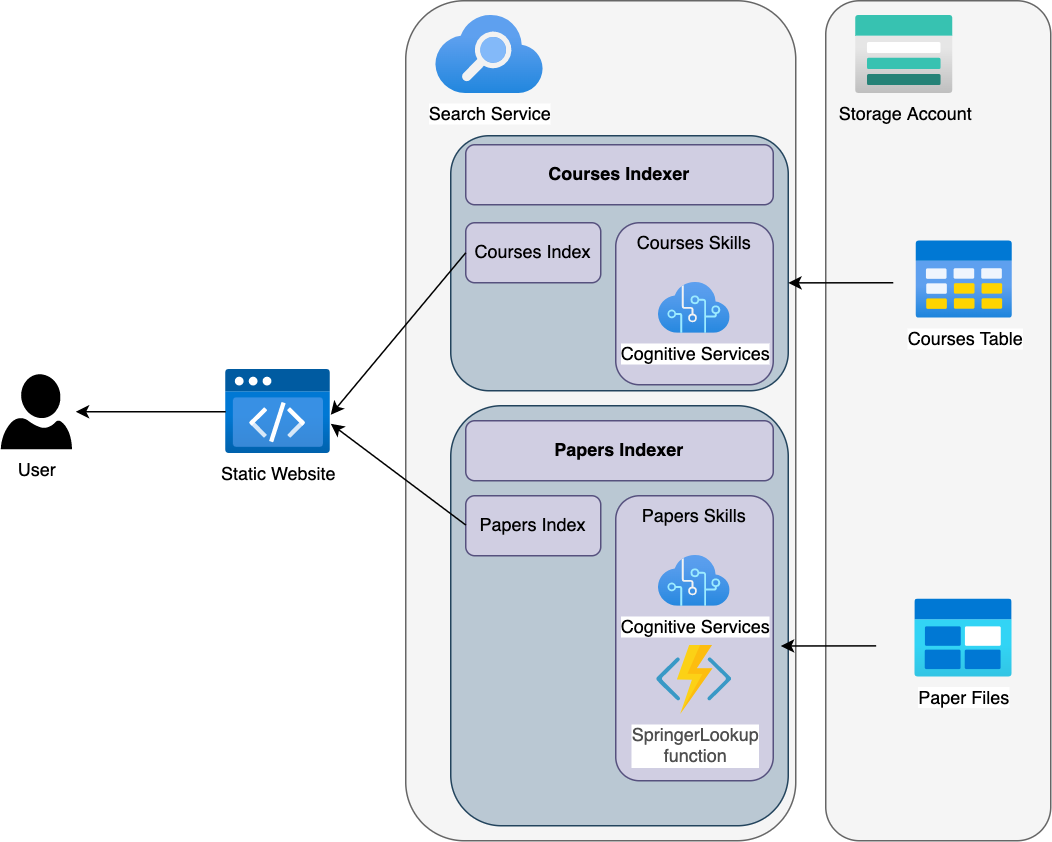 Search Service
Storage Account
Courses Indexer
Courses Index
Courses Skills
Cognitive Services
Courses Table
User
Static Website
Papers Indexer
Papers Index
Papers Skills
Cognitive Services
SpringerLookup
function
Paper Files